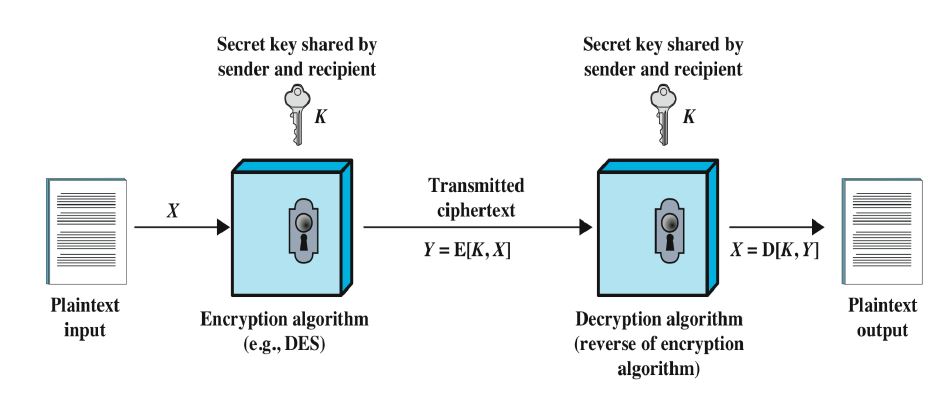 Secret key shared by
sender and recipient
K
Secret key shared by
sender and recipient
K
X
Transmitted
ciphertext
Y = E[K, X]
X = D[K, Y]
Plaintext
input
Encryption algorithm
(e.g., DES)
Decryption algorithm
(reverse of encryption
algorithm)
Plaintext
output